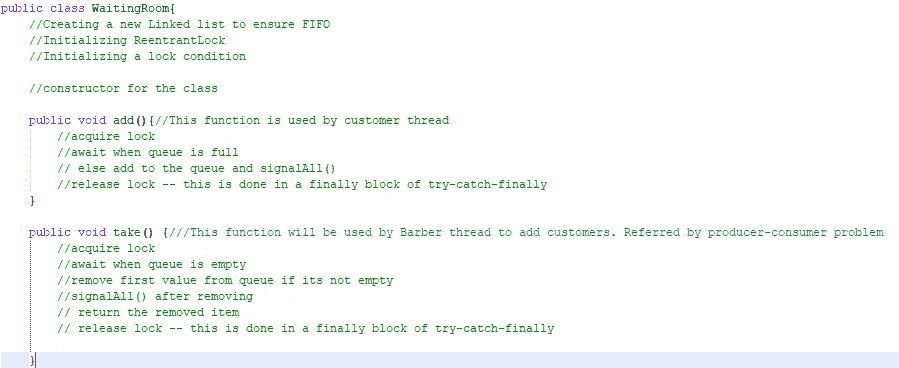 public class WaitingRoom{
//Creating a new Linked list to ensure FIFO
//Initializing ReentrantLock
//Initializing a lock condition
//constructor for the class
public void add(){//This function is used by customer thread
//acquire lock
//await when queue is full
// else add to the queue and signalAll()
//release lock -- this is done in a finally block of try-catch-finally
}
public void take() {///This function will be used by Barber thread to add customers. Referred by producer-consumer problem
//acquire lock
//await when queue is empty
//remove first value from queue if its not empty
//signalAll() after removing
// return the removed item
// release lock -- this is done in a finally block of try-catch-finally
}